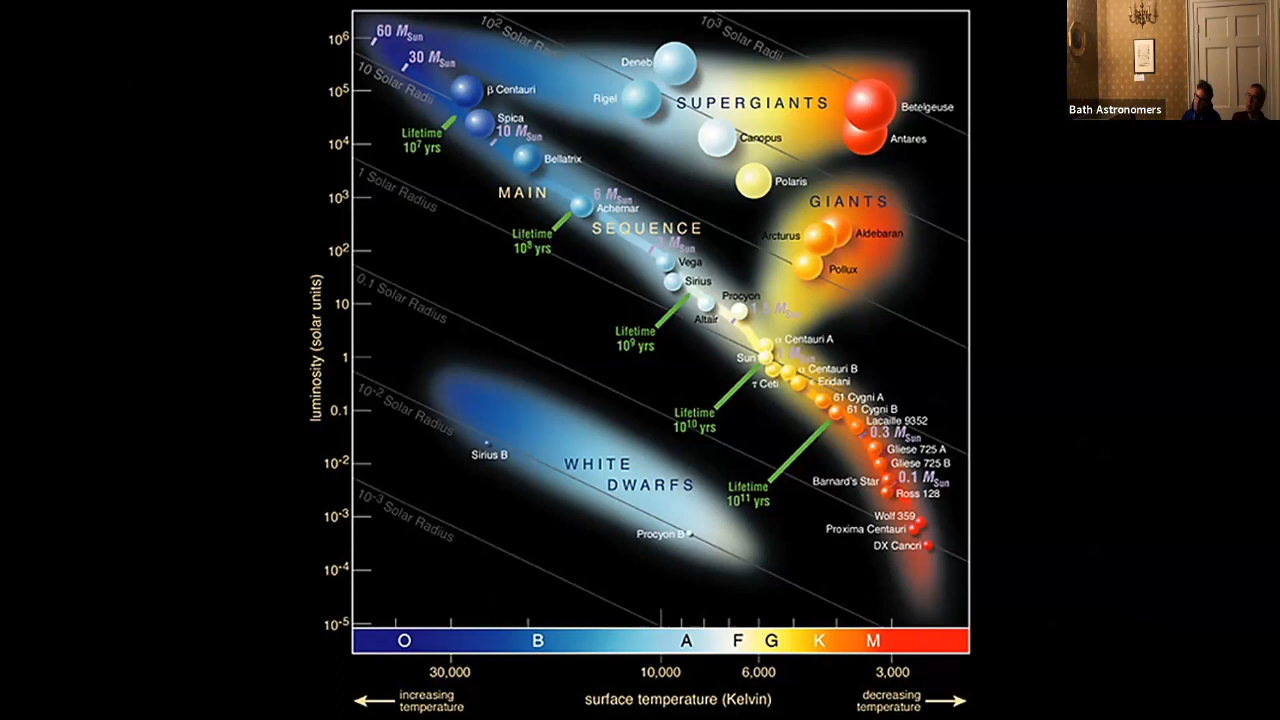 Bath Astronomers
10² Solar Radii
10³ Solar Radii
60 M_Sun
30 M_Sun
10 Solar Radii
10⁶
10⁵
10⁴
10³
10²
10
1
0.1
10⁻²
10⁻³
10⁻⁴
10⁻⁵
luminosity (solar units)
Deneb
β Centauri
Rigel
SUPERGIANTS
Betelgeuse
Spica
10 M_Sun
Lifetime
10⁷ yrs
Canopus
Antares
Bellatrix
Polaris
1 Solar Radius
MAIN
SEQUENCE
6 M_Sun
Achernar
GIANTS
Lifetime
10⁸ yrs
Arcturus
Aldebaran
M_Sun
Vega
Pollux
Sirius
0.1 Solar Radius
Procyon
Altair
Lifetime
10⁹ yrs
α Centauri A
Sun
α Centauri B
τ Ceti
ε Eridani
10⁻² Solar Radius
61 Cygni A
61 Cygni B
Lifetime
10¹⁰ yrs
Lacaille 9352
0.3 M_Sun
Gliese 725 A
Sirius B
WHITE
DWARFS
Gliese 725 B
Barnard's Star
0.1 M_Sun
Lifetime
10¹¹ yrs
Ross 128
10⁻³ Solar Radius
Wolf 359
Proxima Centauri
Procyon B
DX Cancri
O B A F G K M
30,000 10,000 6,000 3,000
increasing
temperature
surface temperature (Kelvin)
decreasing
temperature